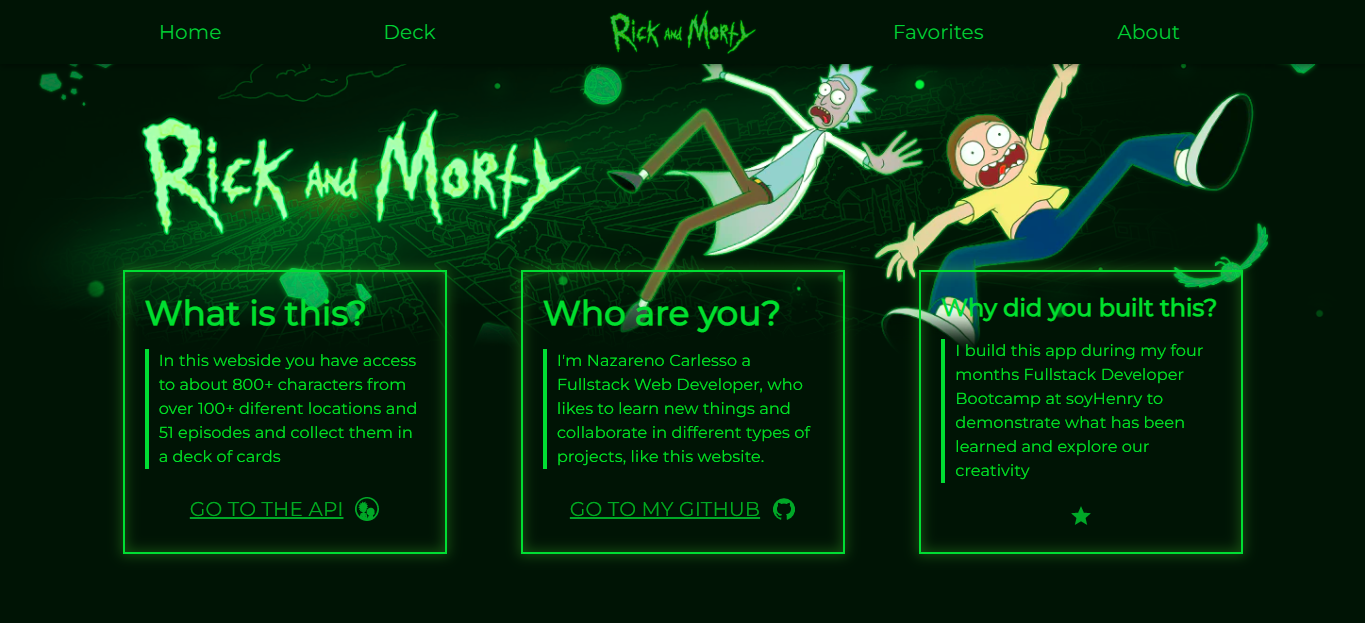 Home
Deck
Rick and Morty
Favorites
About
Rick and Morty
What is this?
In this webside you have access
to about 800+ characters from
over 100+ diferent locations and
51 episodes and collect them in
a deck of cards
GO TO THE API
Who are you?
I'm Nazareno Carlesso a
Fullstack Web Developer, who
likes to learn new things and
collaborate in different types of
projects, like this website.
GO TO MY GITHUB
Why did you built this?
I build this app during my four
months Fullstack Developer
Bootcamp at soyHenry to
demonstrate what has been
learned and explore our
creativity